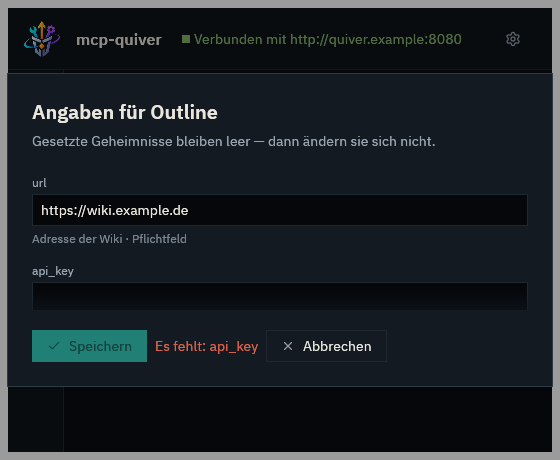 mcp-quiver
Verbunden mit http://quiver.example:8080
Angaben für Outline
Gesetzte Geheimnisse bleiben leer — dann ändern sie sich nicht.
url
https://wiki.example.de
Adresse der Wiki · Pflichtfeld
api_key
Speichern
Es fehlt: api_key
Abbrechen